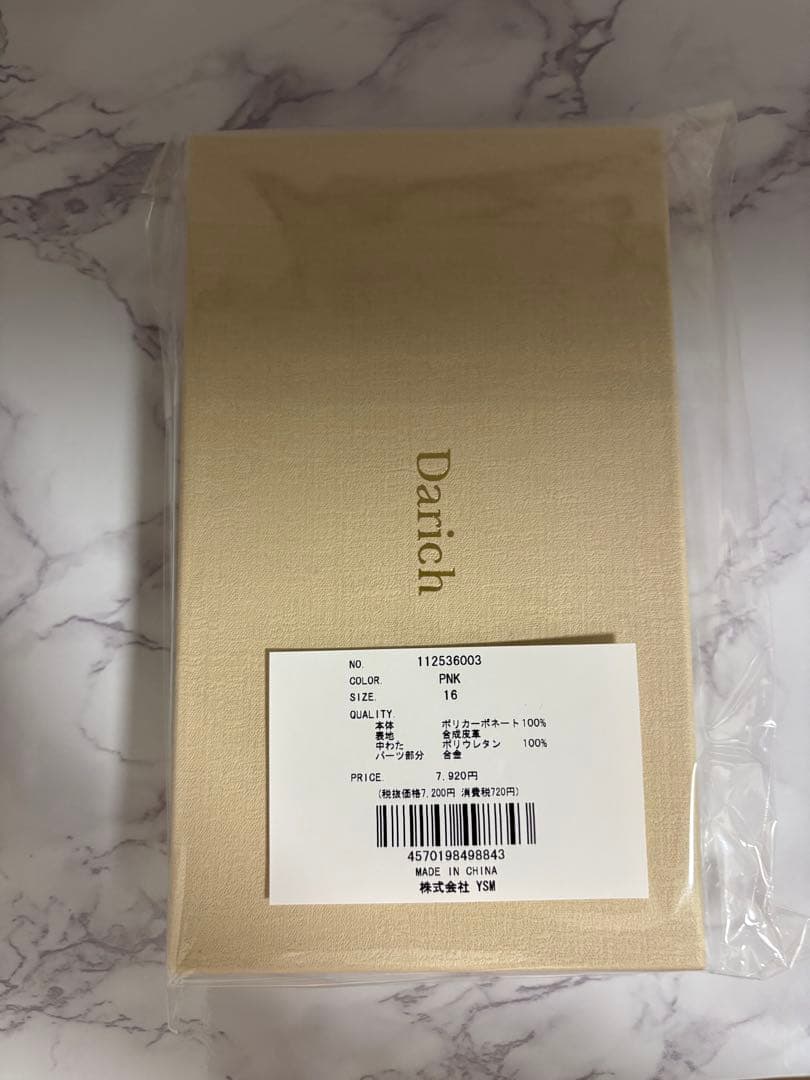 Darich
NO. 112536003
COLOR. PNK
SIZE. 16
QUALITY.
本体 ポリカーボネート100%
表地 合成皮革
中わた ポリウレタン 100%
パーツ部分 合金
PRICE. 7,920円
(税抜価格7,200円 消費税720円)
4570198498843
MADE IN CHINA
株式会社 YSM